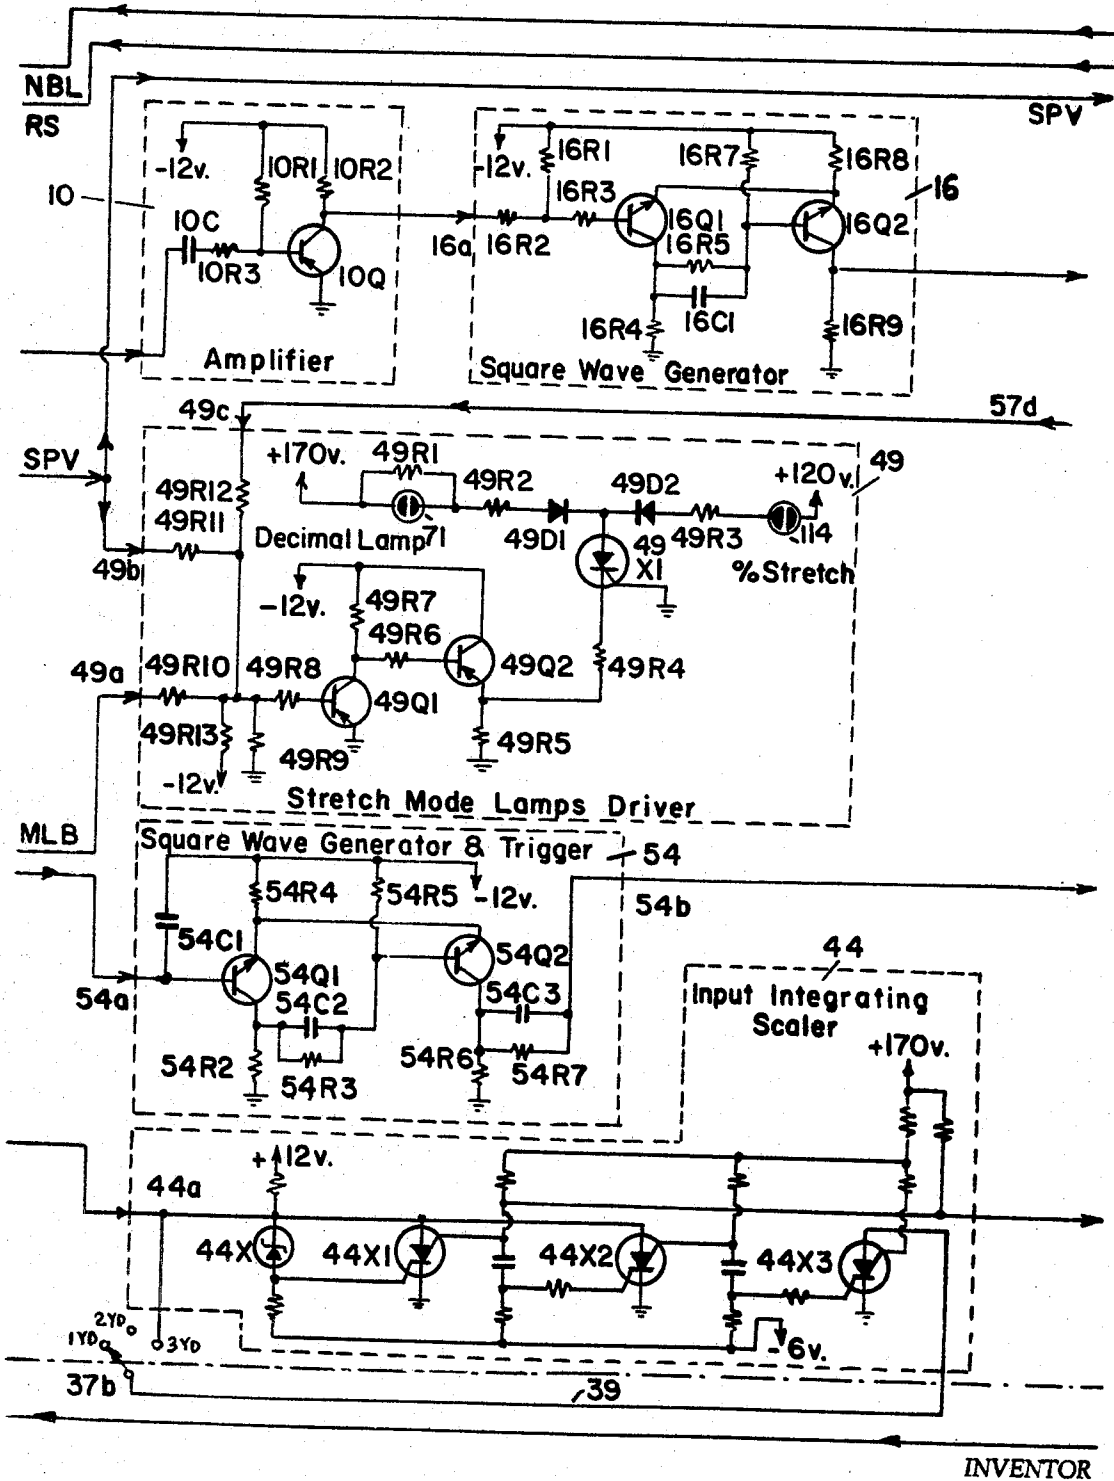 NBL
RS
SPV
-12v.
10R1
10R2
10
10C
10R3
10Q
Amplifier
16a
-12v.
16R1
16R7
16R8
16
16R3
16R2
16Q1
16Q2
16R5
16C1
16R4
16R9
Square Wave Generator
49c
57d
SPV
+170v.
49R1
49R2
49D2
+120v.
49
49R12
49R11
Decimal Lamp
71
49D1
49
X1
49R3
114
% Stretch
49b
-12v.
49R7
49R6
49Q2
49R4
49a
49R10
49R8
49Q1
49R13
49R9
49R5
-12v.
Stretch Mode Lamps Driver
MLB
Square Wave Generator & Trigger
54
54R4
54R5
-12v.
54b
54C1
54Q1
54Q2
54a
54C2
54C3
54R2
54R3
54R6
54R7
44
Input Integrating
Scaler
+170v.
+12v.
44a
44X
44X1
44X2
44X3
2YD
1YD
3YD
-6v.
37b
39
INVENTOR